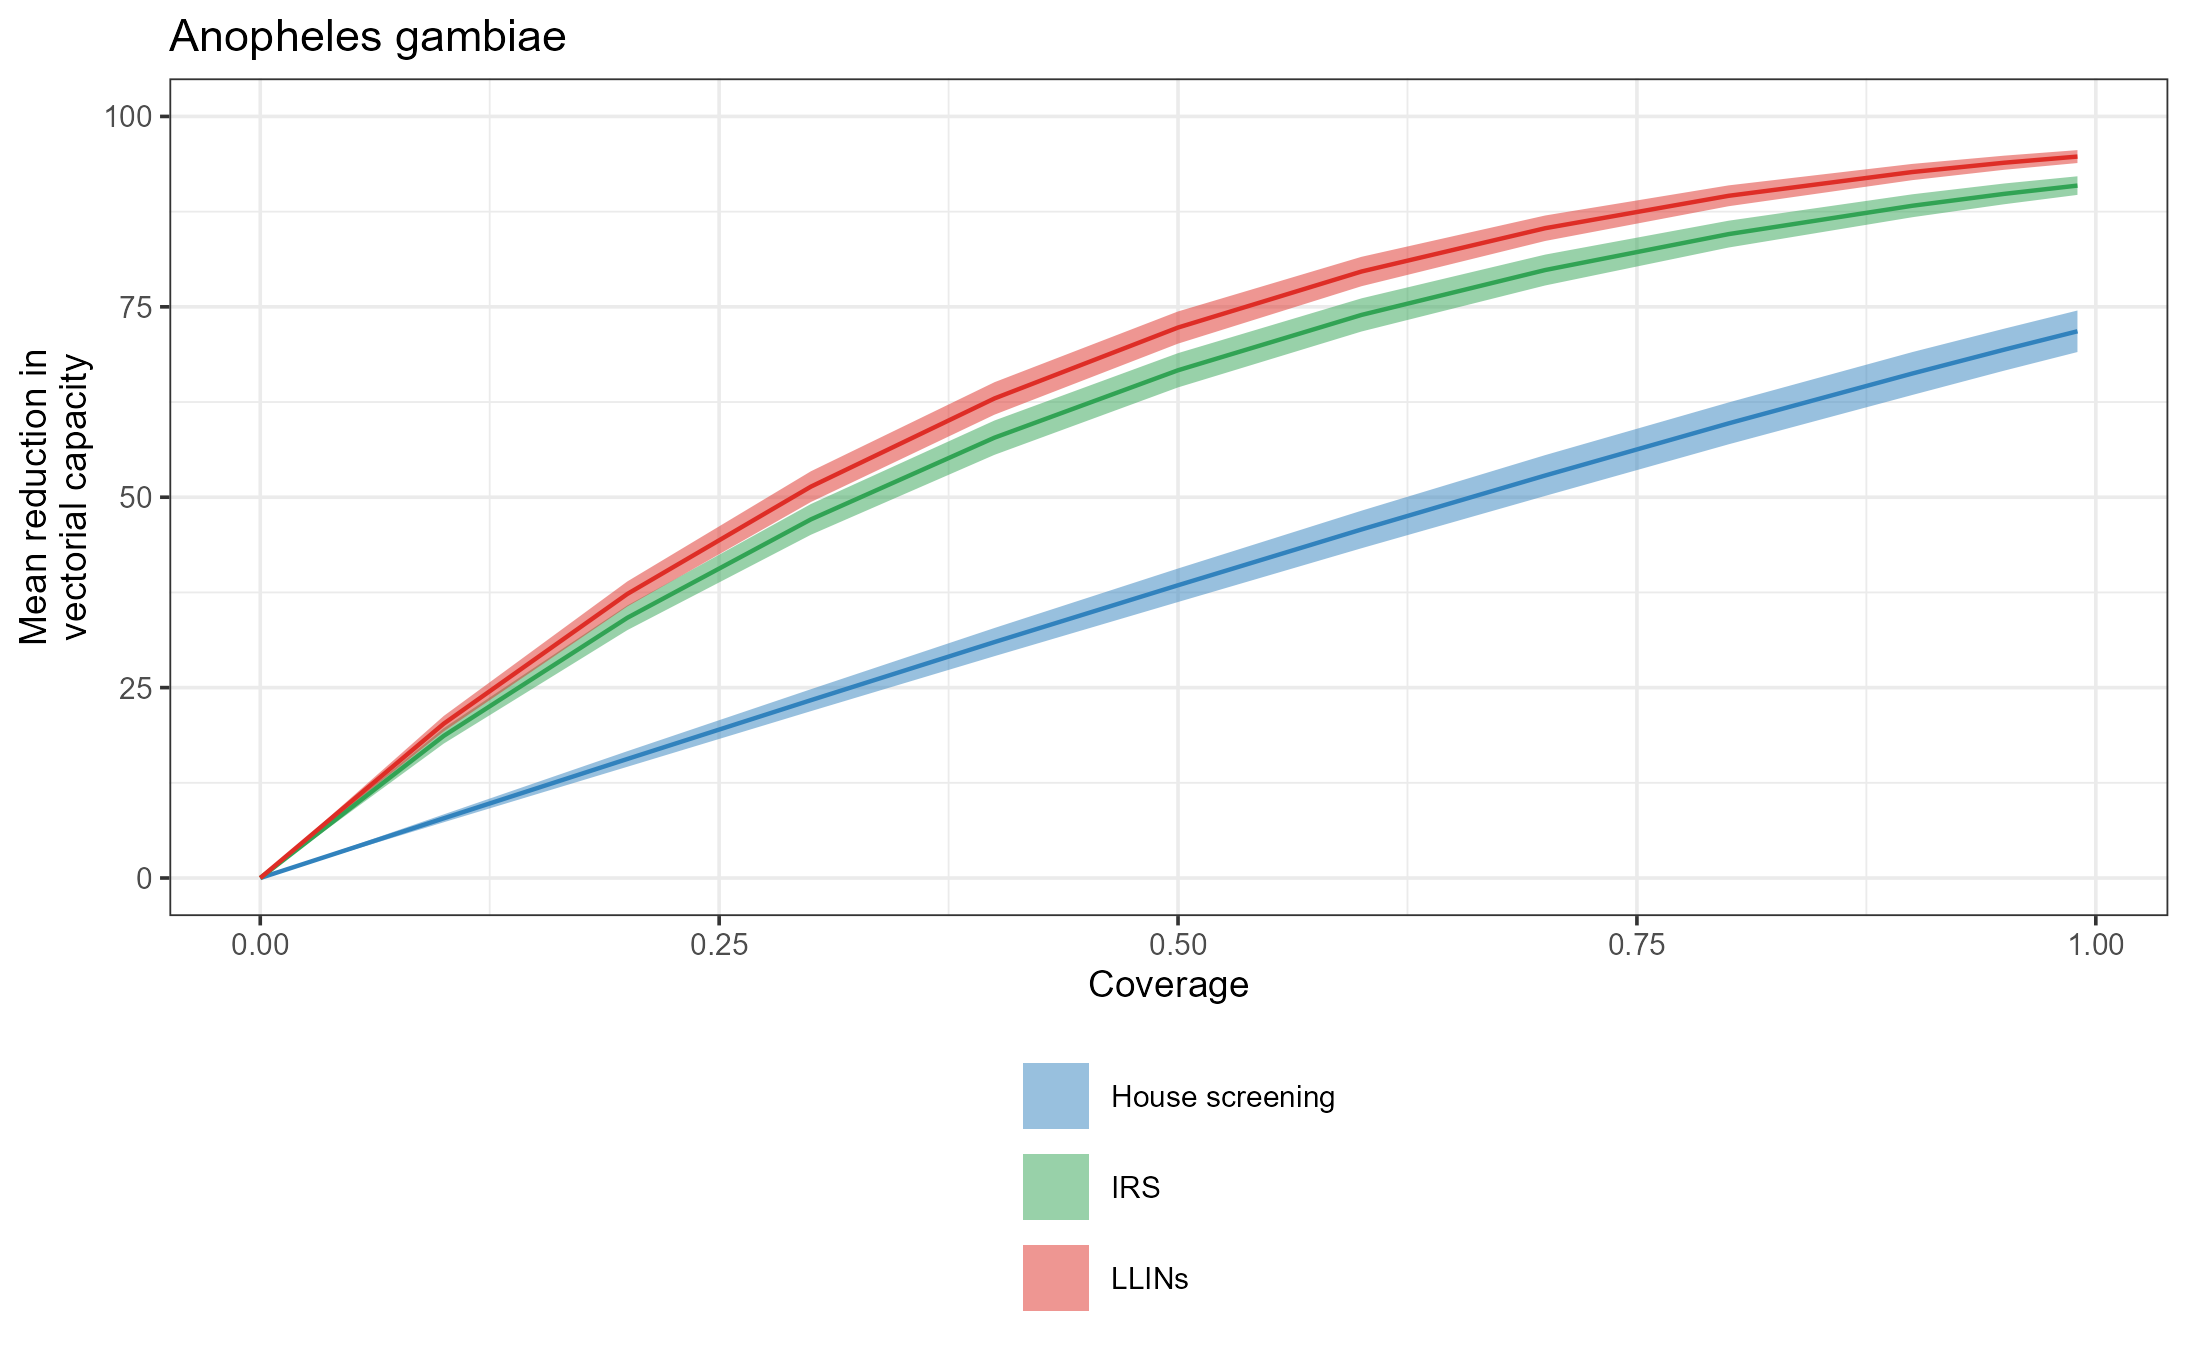 Anopheles gambiae
Mean reduction in
vectorial capacity
100
75
50
25
0
0.00
0.25
0.50
0.75
1.00
Coverage
House screening
IRS
LLINs